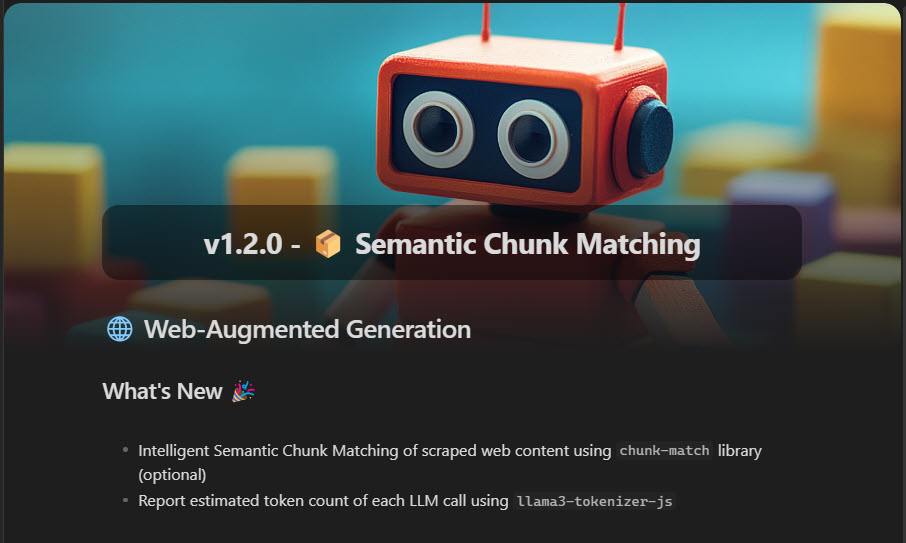 v1.2.0 - 📦 Semantic Chunk Matching
🌐 Web-Augmented Generation
What's New 🎉
• Intelligent Semantic Chunk Matching of scraped web content using chunk-match library
(optional)
• Report estimated token count of each LLM call using llama3-tokenizer-js